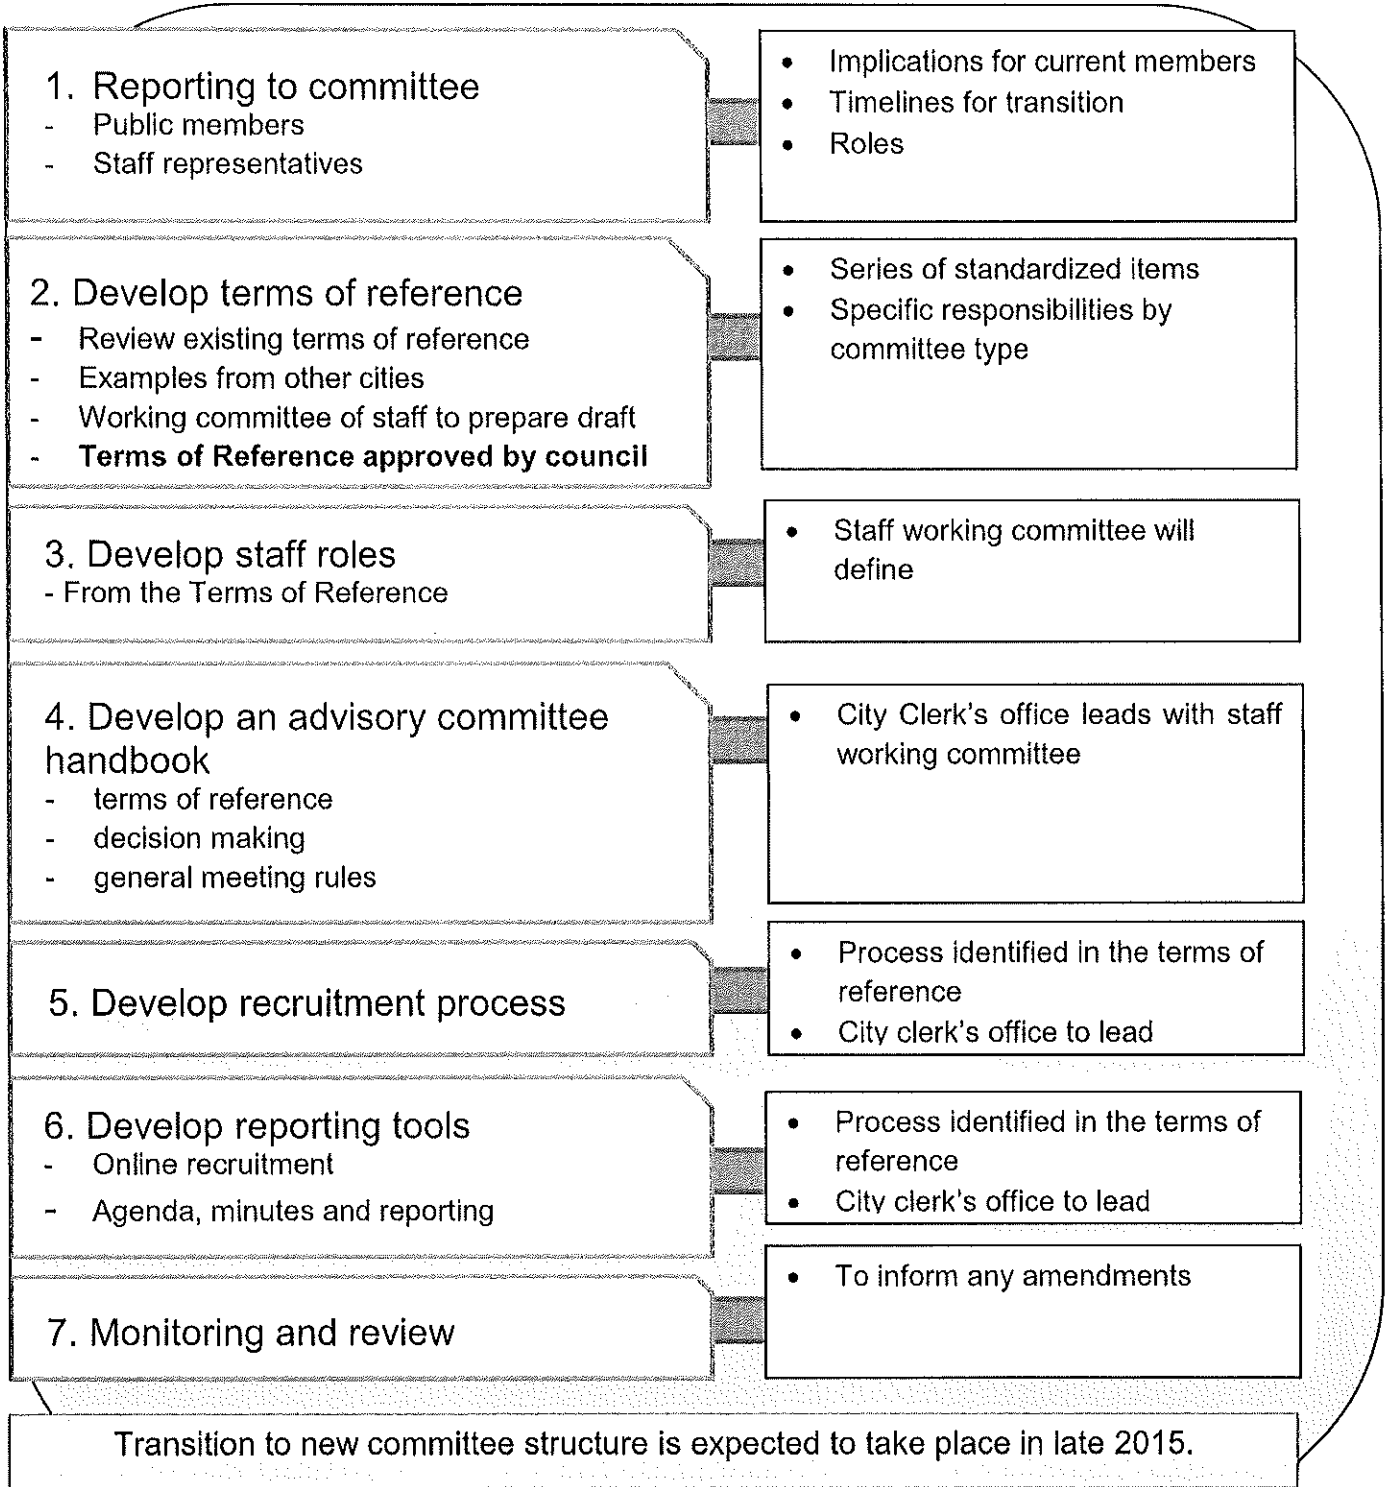 1. Reporting to committee
- Public members
- Staff representatives
• Implications for current members
• Timelines for transition
• Roles
2. Develop terms of reference
- Review existing terms of reference
- Examples from other cities
- Working committee of staff to prepare draft
- Terms of Reference approved by council
• Series of standardized items
• Specific responsibilities by
committee type
3. Develop staff roles
- From the Terms of Reference
• Staff working committee will
define
4. Develop an advisory committee
handbook
- terms of reference
- decision making
- general meeting rules
• City Clerk's office leads with staff
working committee
5. Develop recruitment process
• Process identified in the terms of
reference
• City clerk's office to lead
6. Develop reporting tools
- Online recruitment
- Agenda, minutes and reporting
• Process identified in the terms of
reference
• City clerk's office to lead
7. Monitoring and review
• To inform any amendments
Transition to new committee structure is expected to take place in late 2015.